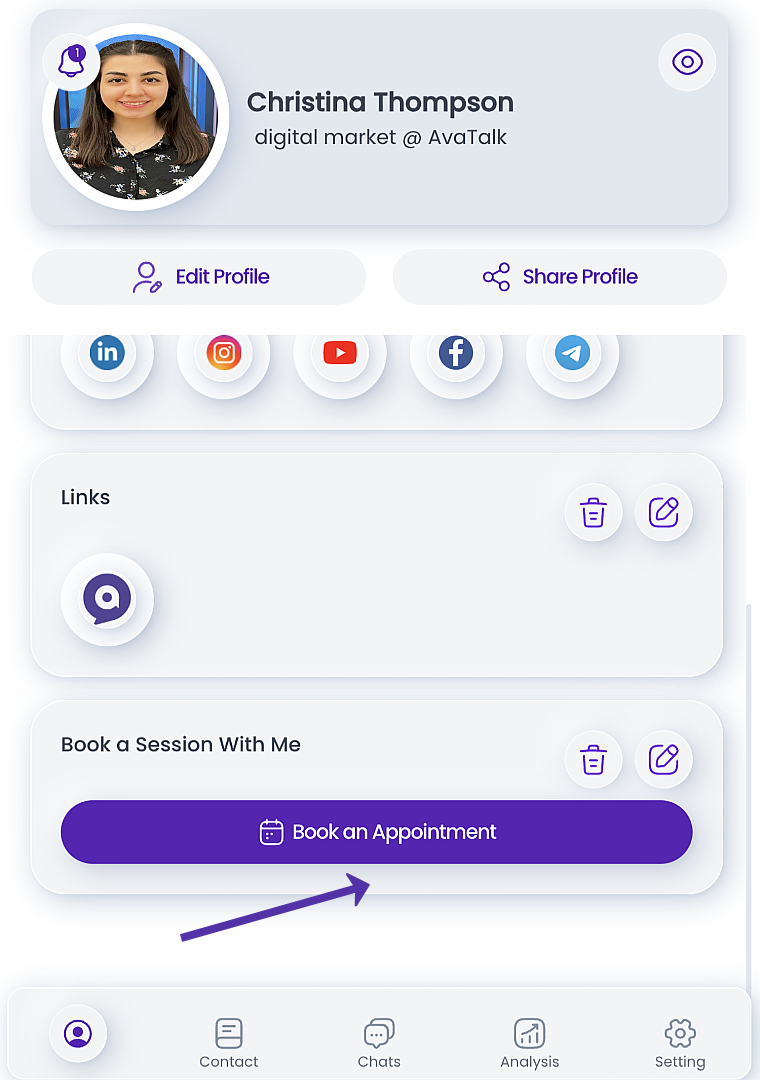 1
Christina Thompson
digital market @ AvaTalk
Edit Profile
Share Profile
Links
Book a Session With Me
Book an Appointment
Contact
Chats
Analysis
Setting